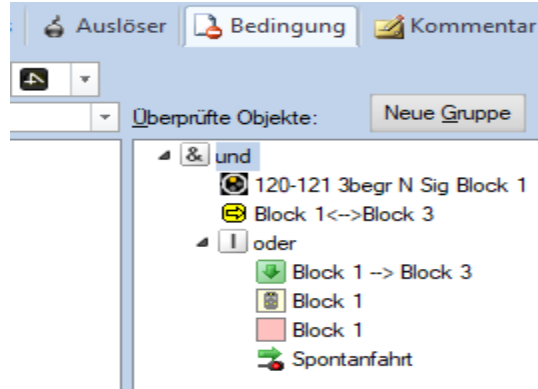 Auslöser Bedingung Kommentar
Überprüfte Objekte: Neue Gruppe
& und
120-121 3begr N Sig Block 1
Block 1<-->Block 3
I oder
Block 1 --> Block 3
Block 1
Block 1
Spontanfahrt